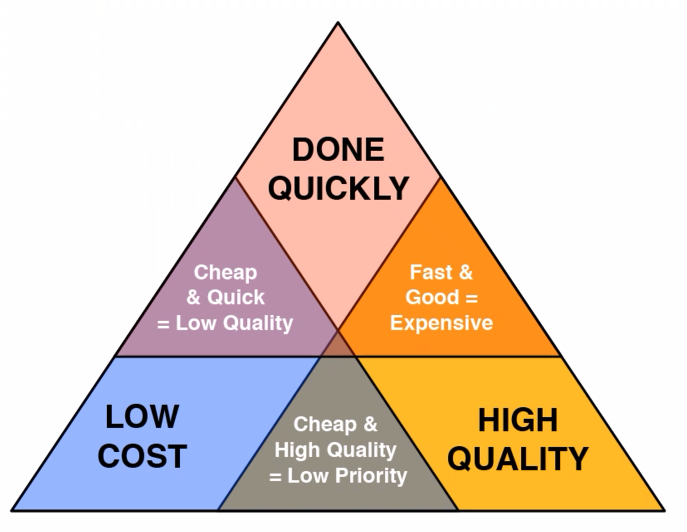 DONE
QUICKLY
Cheap
& Quick
= Low Quality
Fast &
Good =
Expensive
LOW
COST
Cheap &
High Quality
= Low Priority
HIGH
QUALITY